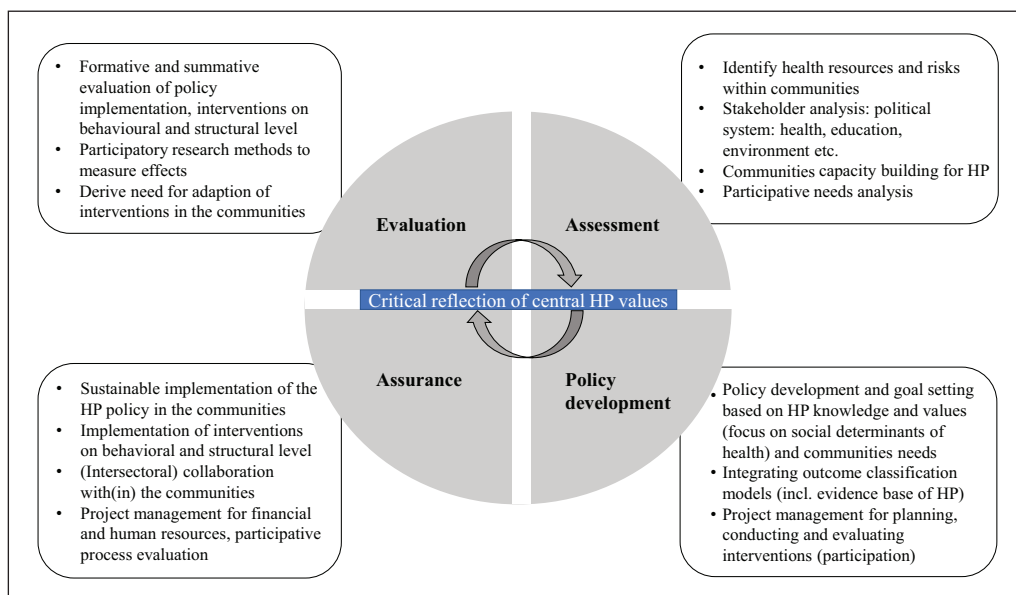 • Formative and summative
evaluation of policy
implementation, interventions on
behavioural and structural level
• Participatory research methods to
measure effects
• Derive need for adaption of
interventions in the communities
• Identify health resources and risks
within communities
• Stakeholder analysis: political
system: health, education,
environment etc.
• Communities capacity building for HP
• Participative needs analysis
Evaluation
Assessment
Critical reflection of central HP values
Assurance
Policy
development
• Sustainable implementation of the
HP policy in the communities
• Implementation of interventions
on behavioral and structural level
• (Intersectoral) collaboration
with(in) the communities
• Project management for financial
and human resources, participative
process evaluation
• Policy development and goal setting
based on HP knowledge and values
(focus on social determinants of
health) and communities needs
• Integrating outcome classification
models (incl. evidence base of HP)
• Project management for planning,
conducting and evaluating
interventions (participation)